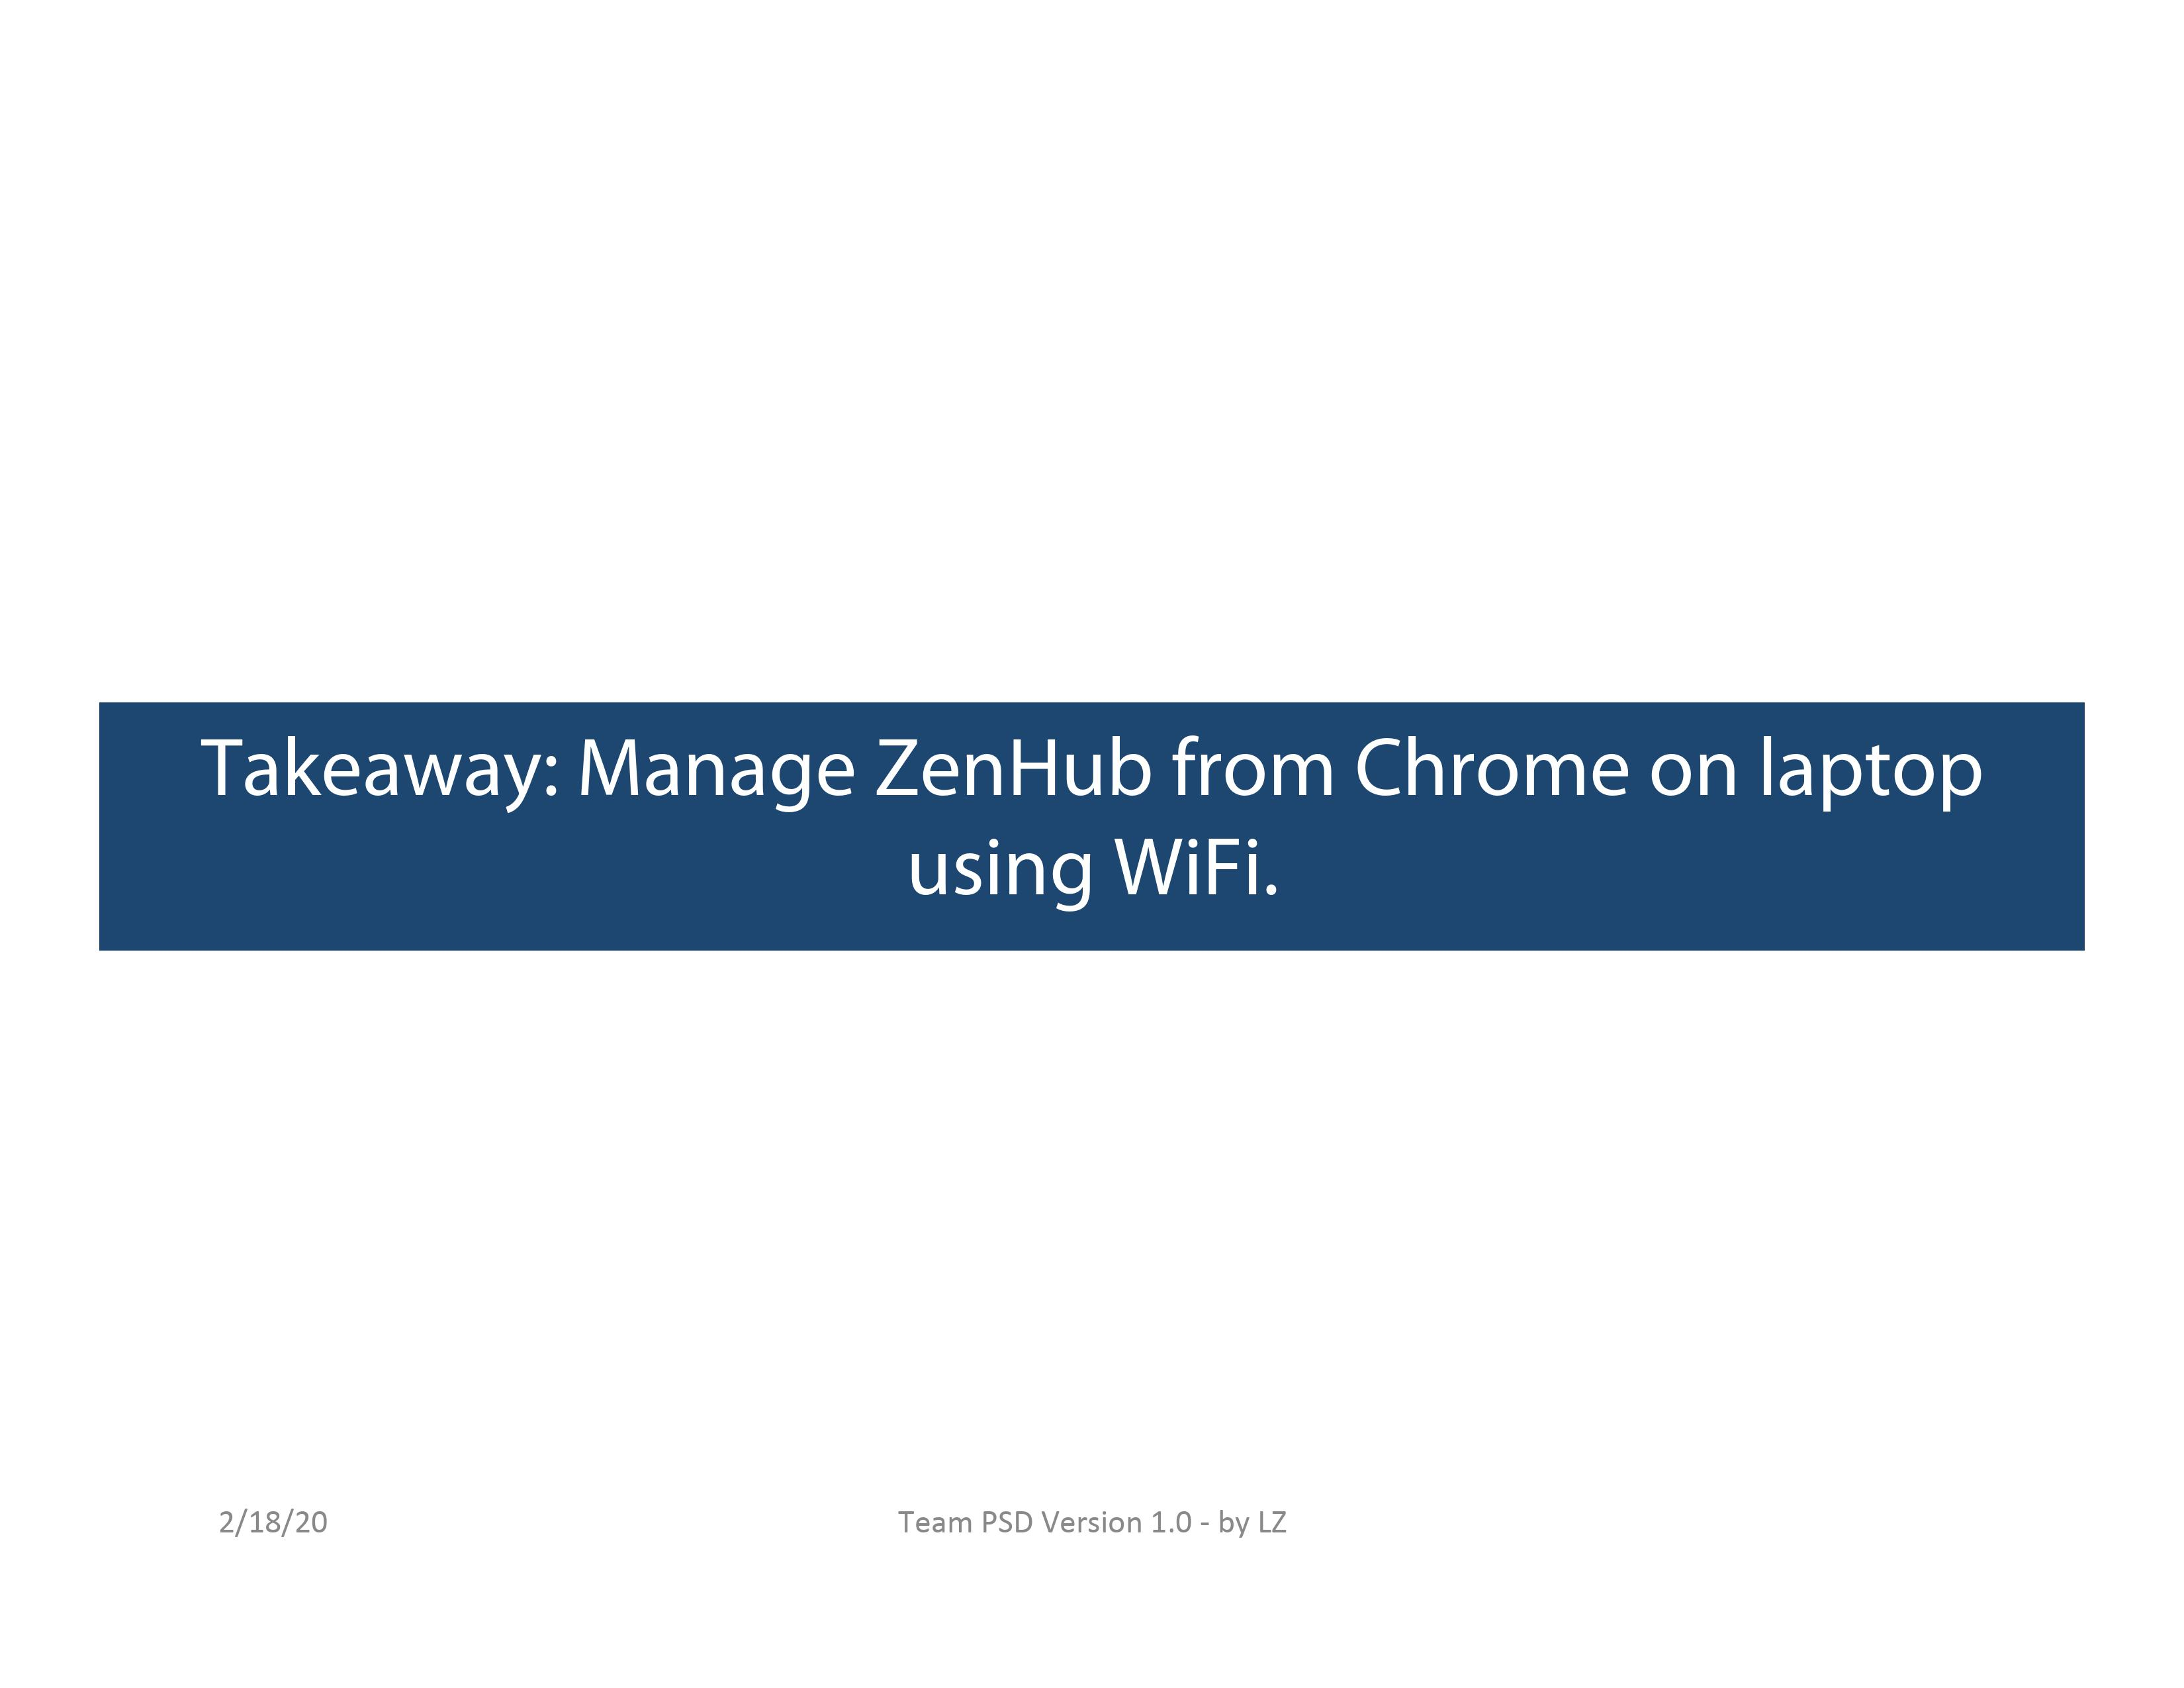 Takeaway: Manage ZenHub from Chrome on laptop
using WiFi.
2/18/20
Team PSD Version 1.0 - by LZ